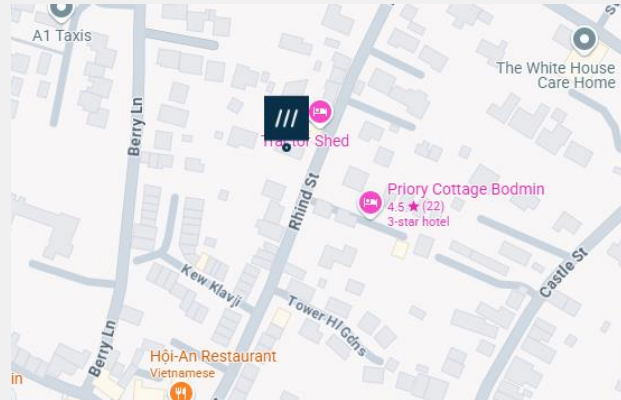 A1 Taxis
The White House
Care Home
Berry Ln
Tractor Shed
Rhind St
Priory Cottage Bodmin
4.5 ★ (22)
3-star hotel
Castle St
Kew Klavji
Tower Hl Gdns
Berry Ln
Hội-An Restaurant
Vietnamese
in